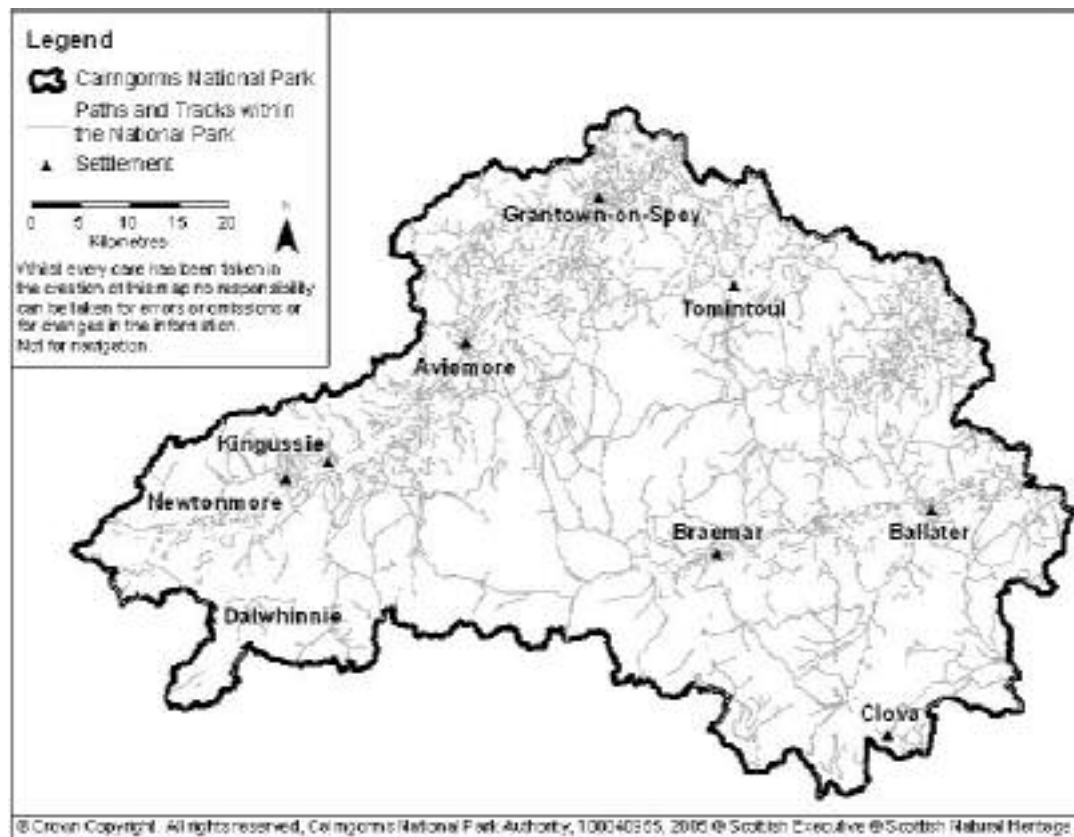 Legend
Cairngorms National Park
Paths and Tracks within
the National Park
Settlement
0 5 10 15 20
Kilometres
N
Whilst every care has been taken in
the creation of this map no responsibility
can be taken for errors or omissions or
for changes in the information.
Not for navigation.
Grantown-on-Spey
Tomintoul
Aviemore
Kingussie
Newtonmore
Braemar
Ballater
Dalwhinnie
Clova
© Crown Copyright. All rights reserved, Cairngorms National Park Authority, 100040965, 2005 © Scottish Executive © Scottish Natural Heritage